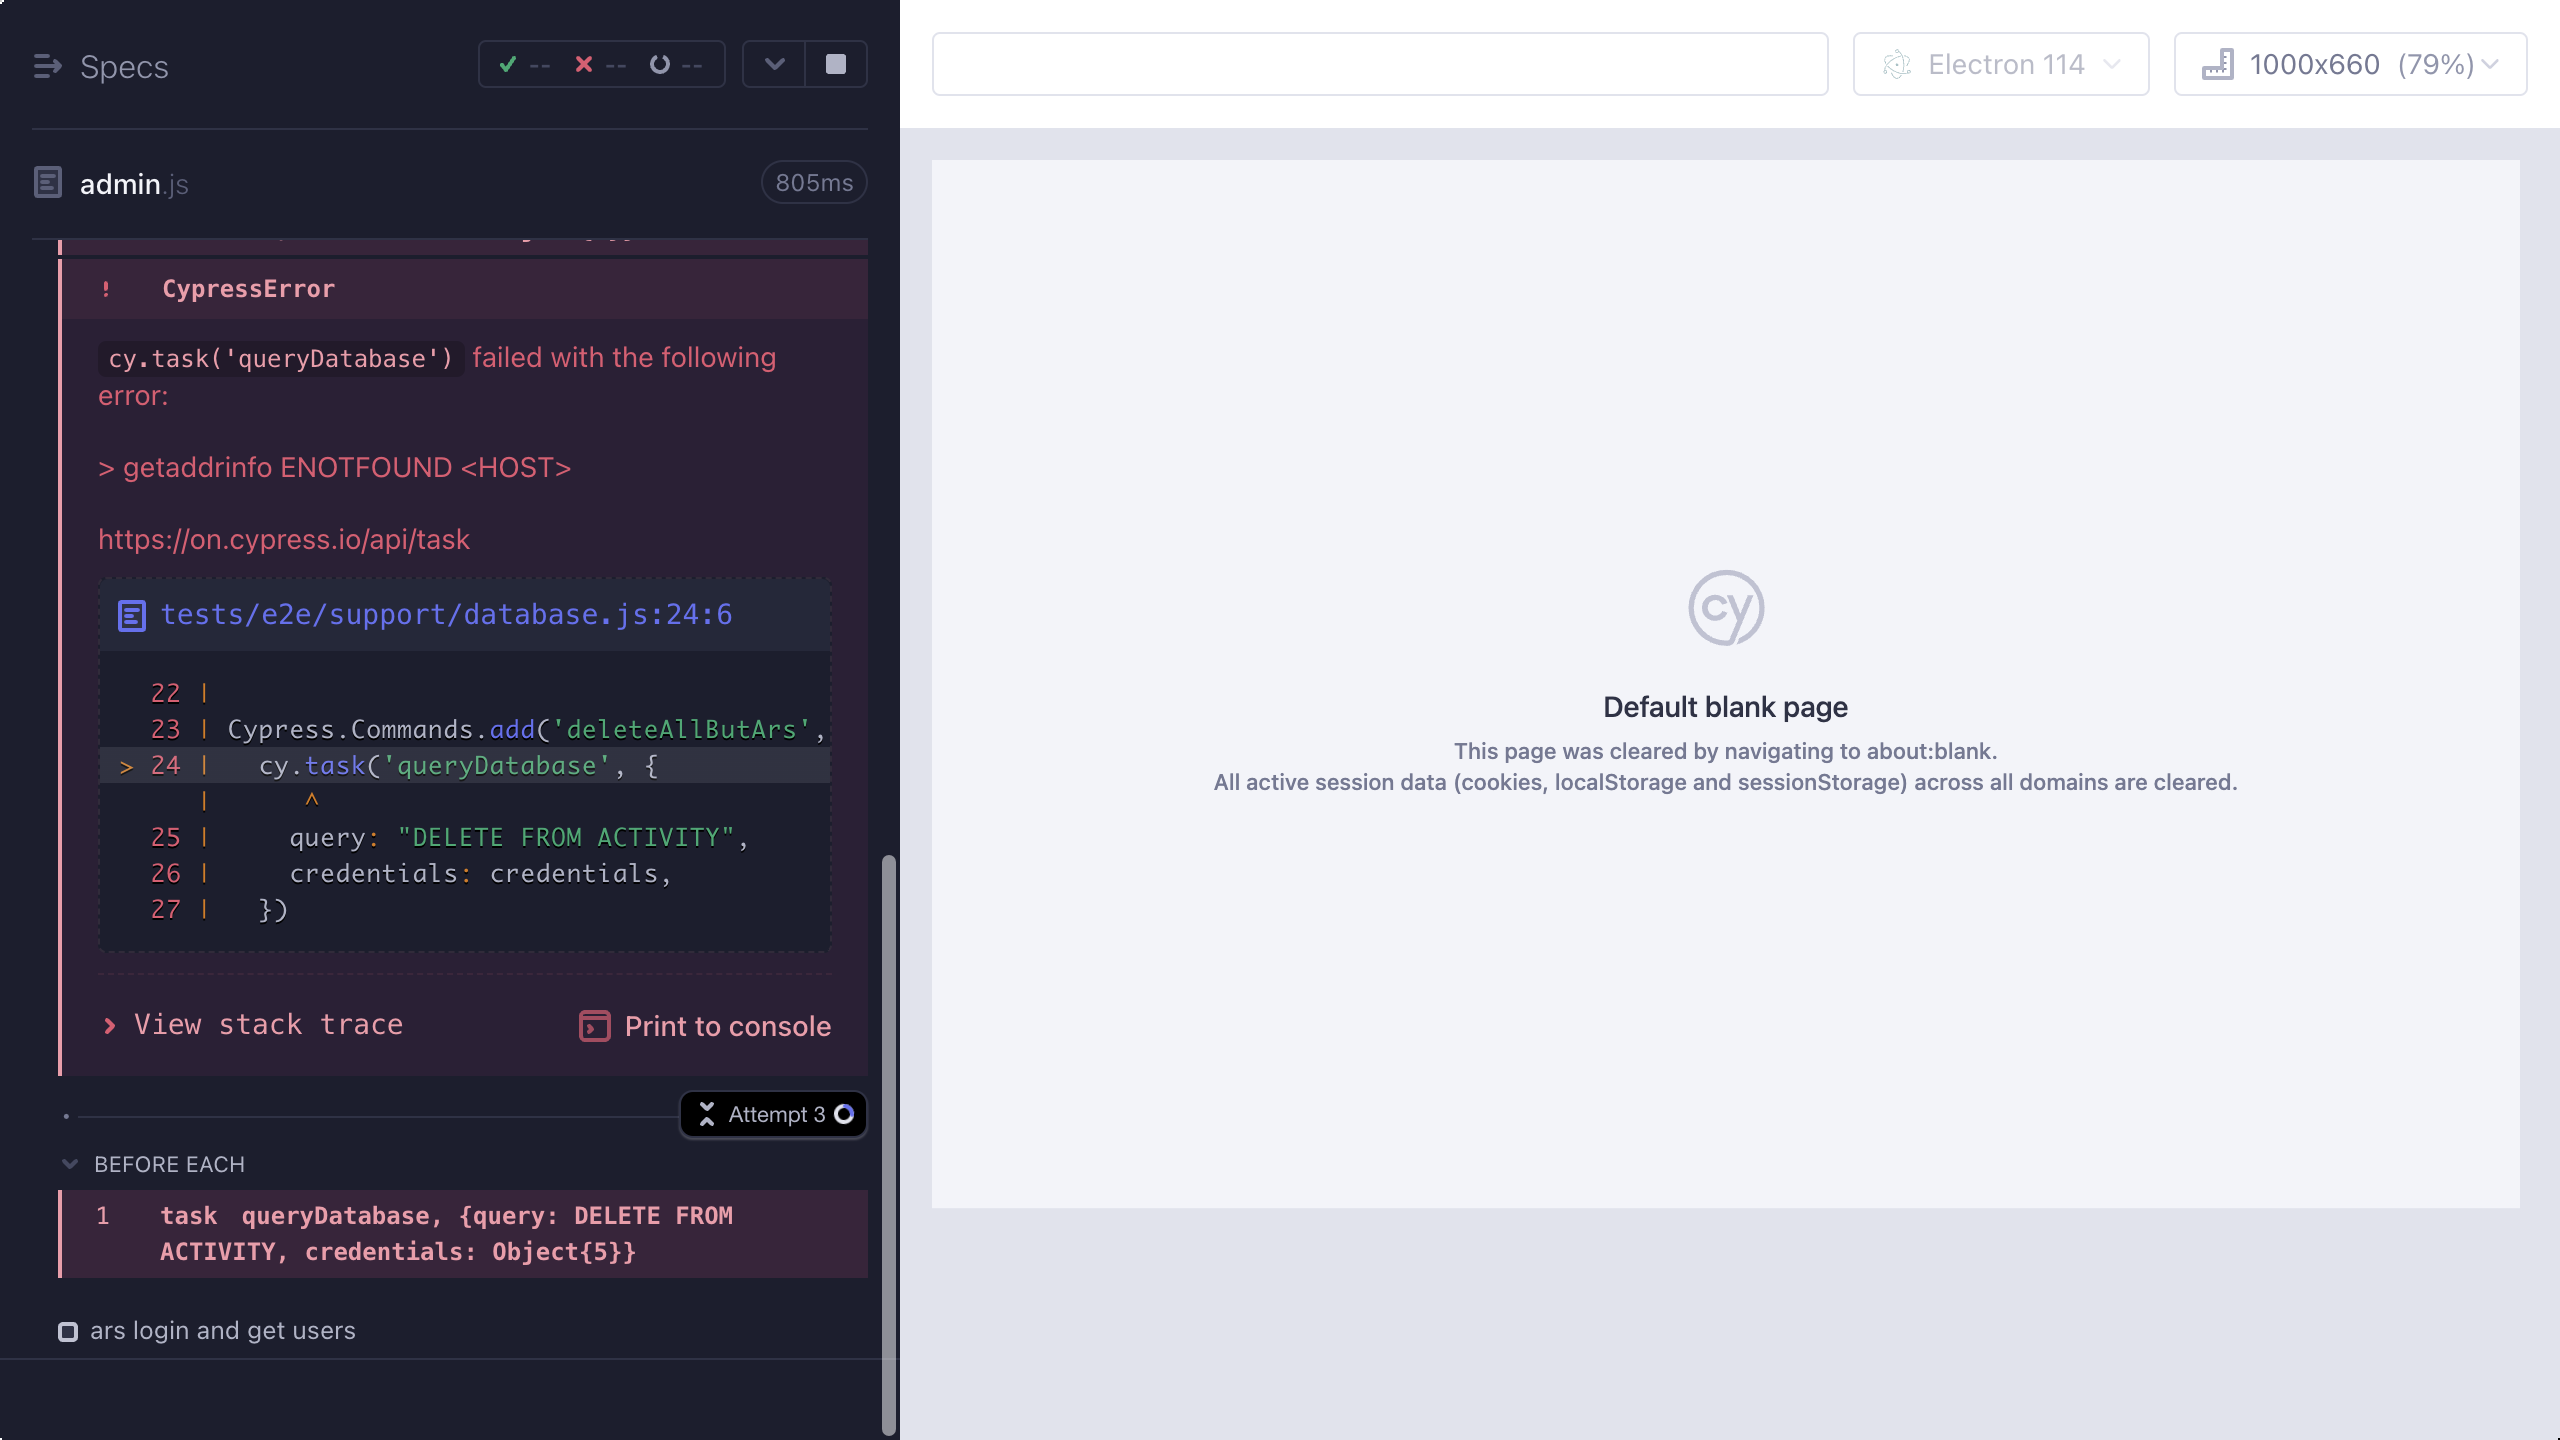 Specs
-- -- --
admin.js
805ms
! CypressError
cy.task('queryDatabase') failed with the following
error:
> getaddrinfo ENOTFOUND <HOST>
https://on.cypress.io/api/task
tests/e2e/support/database.js:24:6
22 |
23 | Cypress.Commands.add('deleteAllButArs',
> 24 |   cy.task('queryDatabase', {
|      ^
25 |     query: "DELETE FROM ACTIVITY",
26 |     credentials: credentials,
27 |   })
View stack trace
Print to console
Attempt 3
BEFORE EACH
1 task queryDatabase, {query: DELETE FROM
ACTIVITY, credentials: Object{5}}
ars login and get users
Electron 114
1000x660 (79%)
cy
Default blank page
This page was cleared by navigating to about:blank.
All active session data (cookies, localStorage and sessionStorage) across all domains are cleared.